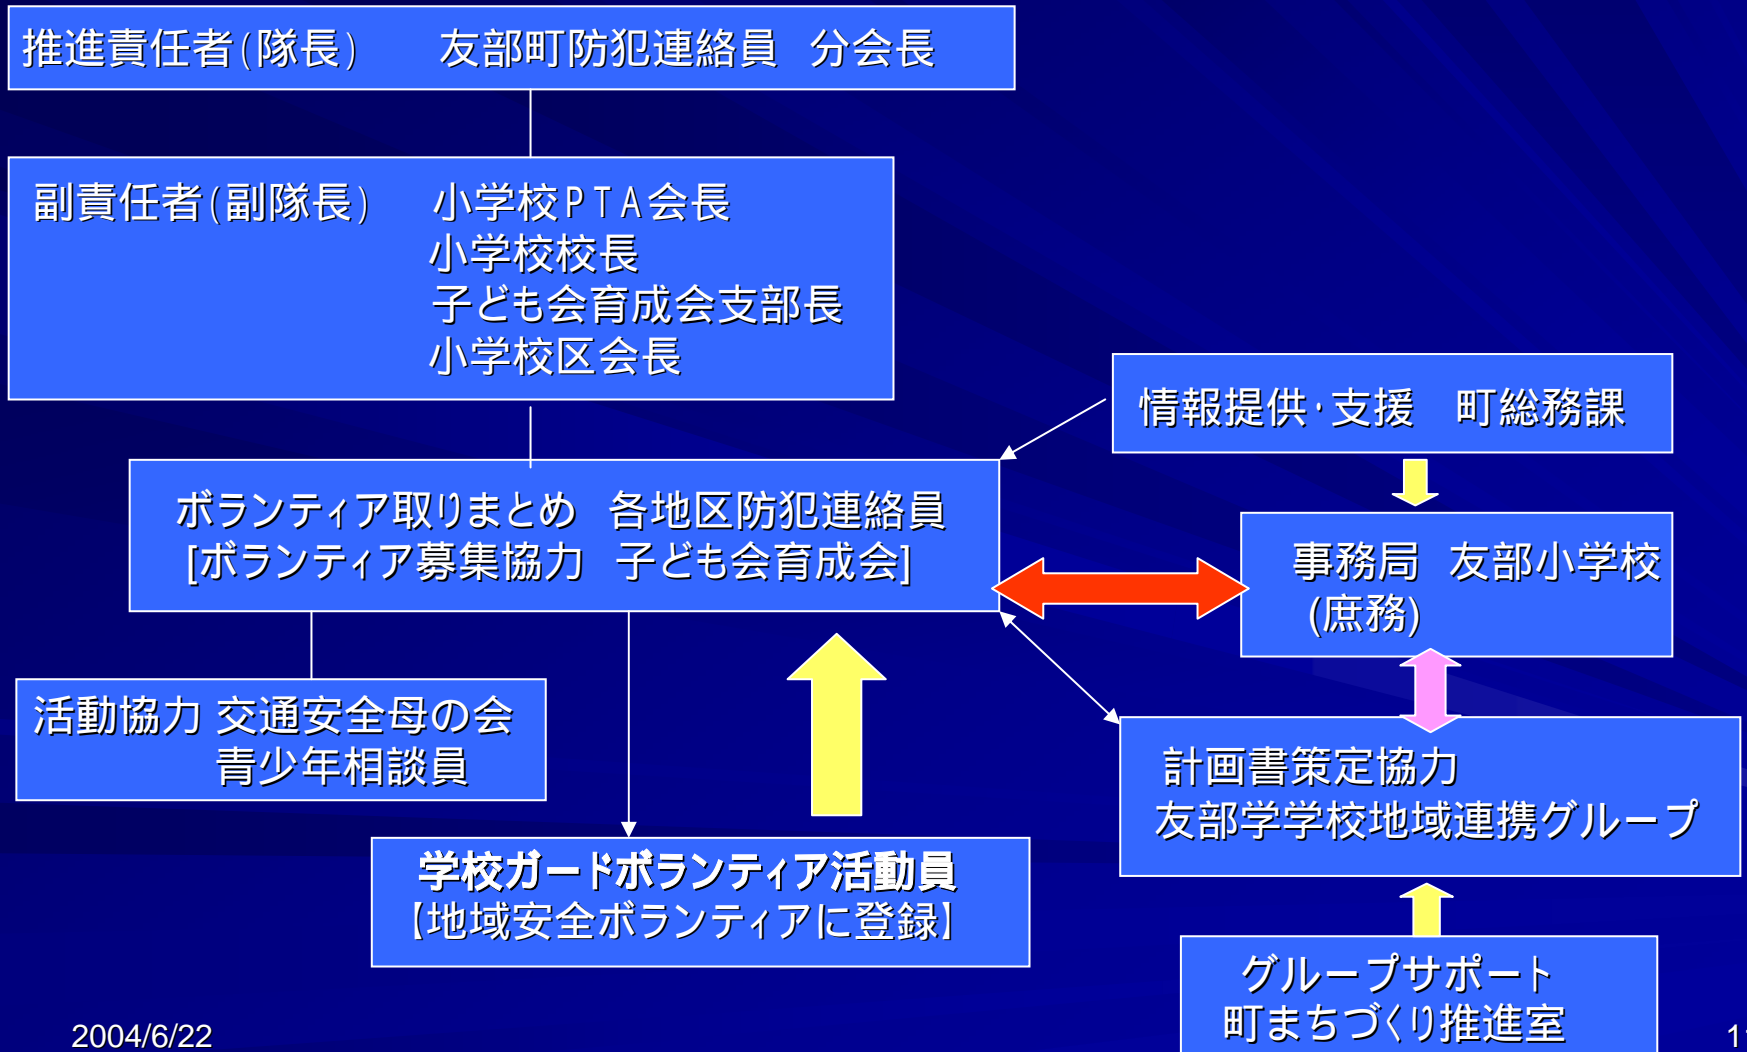 推進責任者(隊長)　　友部町防犯連絡員　分会長
副責任者(副隊長)　　小学校PTA会長
小学校校長
子ども会育成会支部長
小学校区会長
情報提供・支援　町総務課
ボランティア取りまとめ　各地区防犯連絡員
[ボランティア募集協力　子ども会育成会]
事務局　友部小学校
(庶務)
活動協力 交通安全母の会
青少年相談員
計画書策定協力
友部学学校地域連携グループ
学校ガードボランティア活動員
【地域安全ボランティアに登録】
グループサポート
町まちづくり推進室
2004/6/22